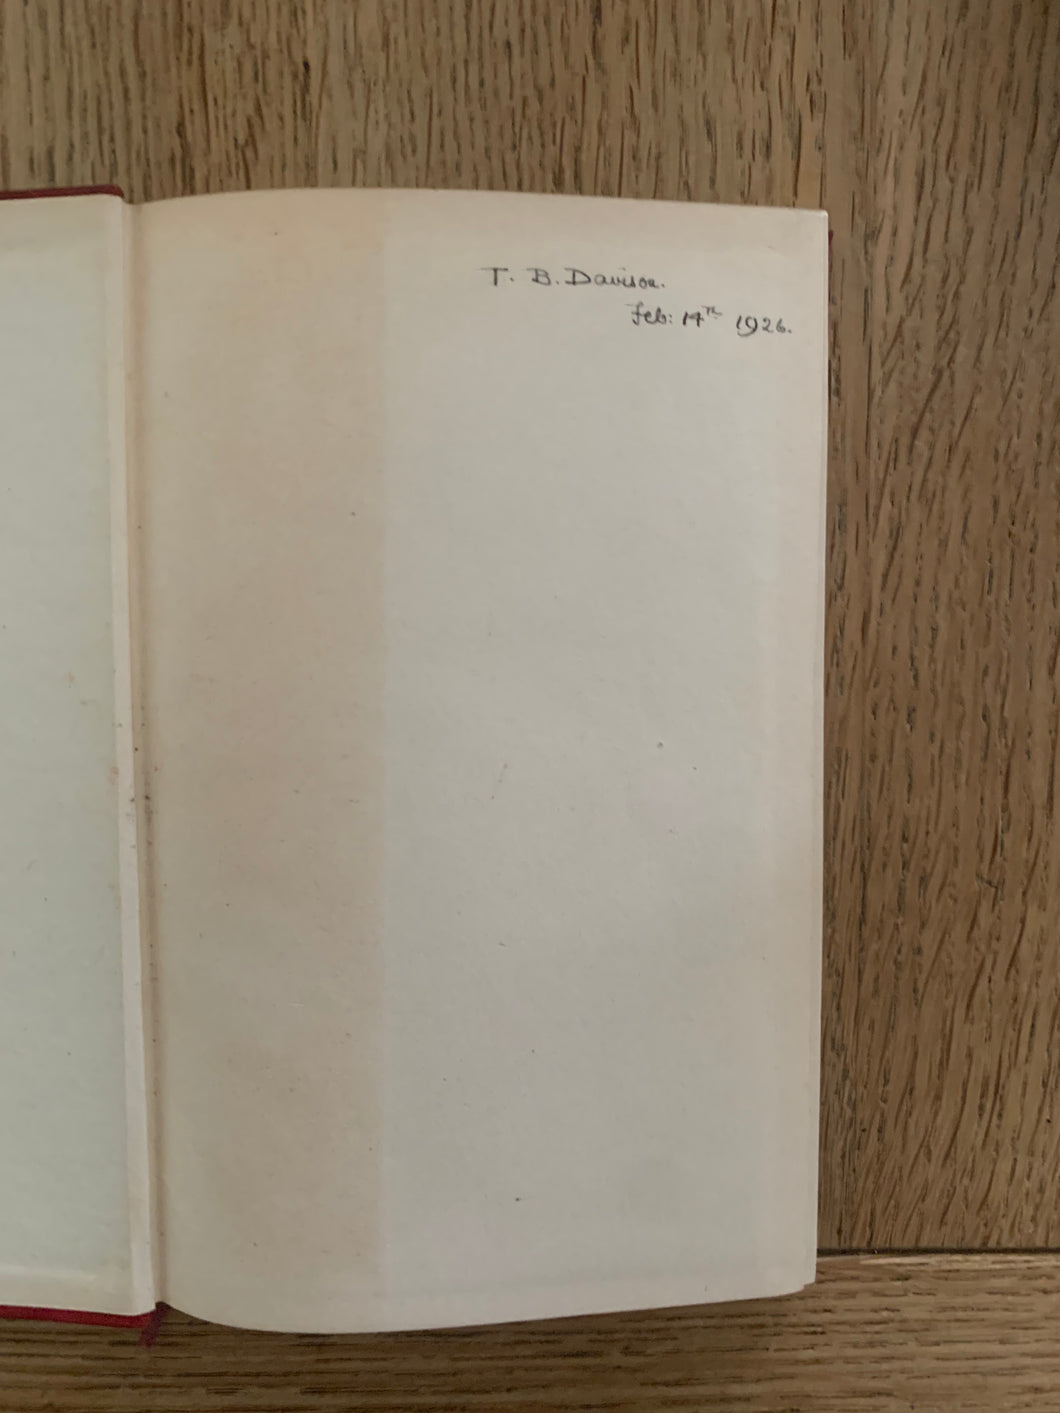 T. B. Davison.
Feb: 14th 1926.